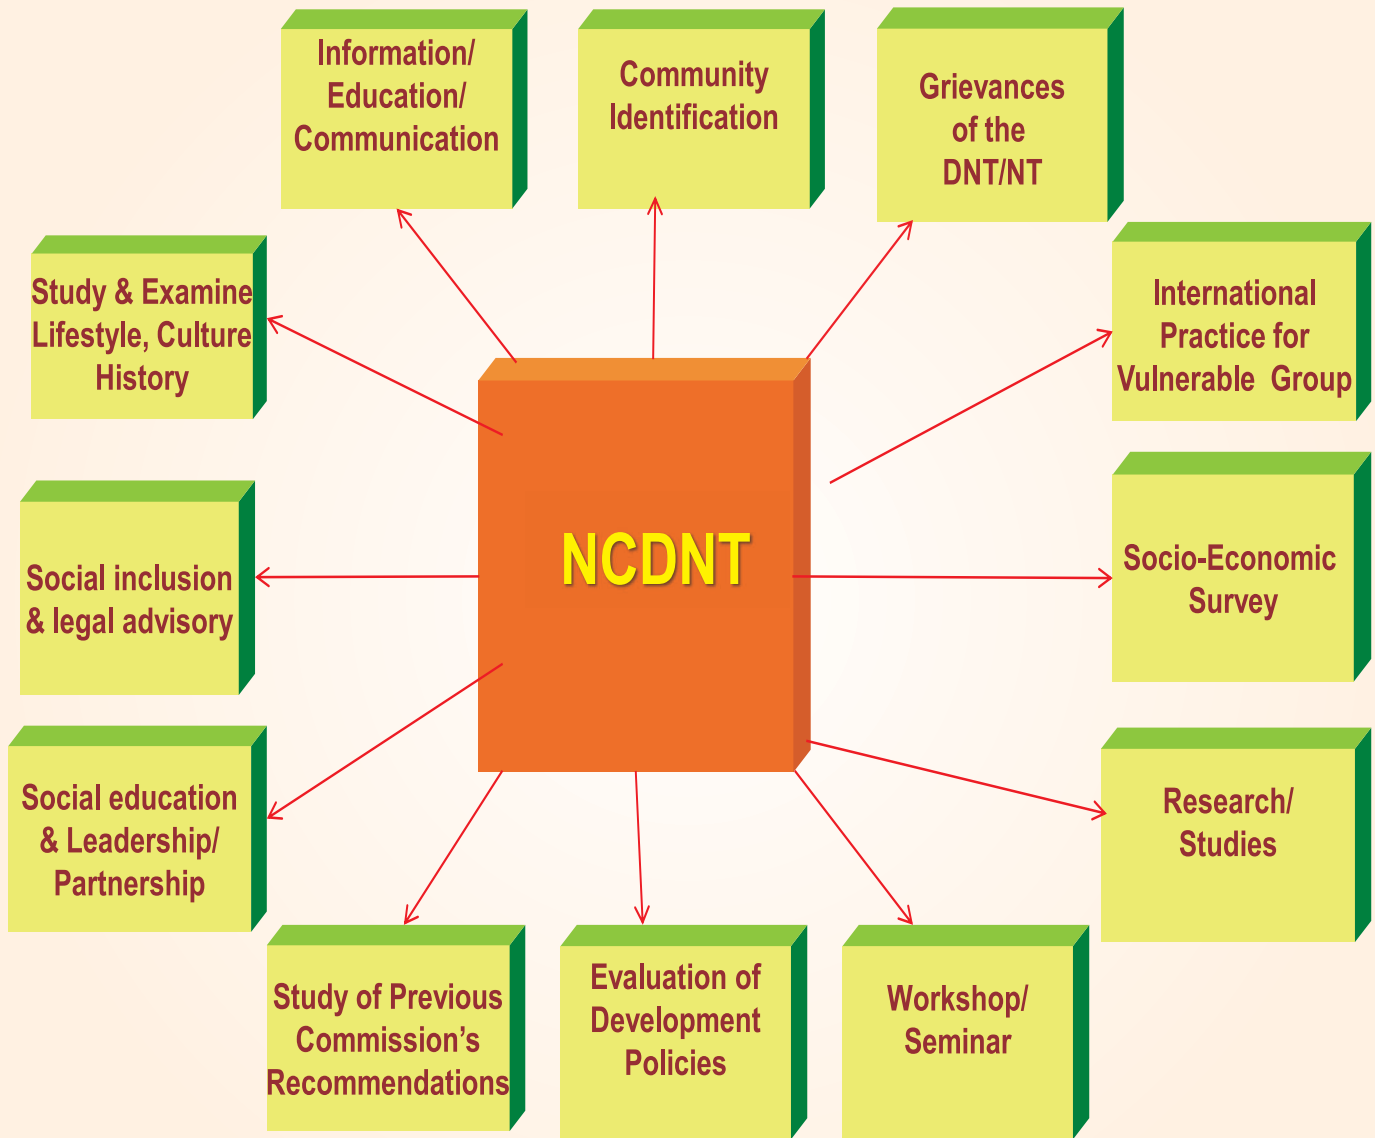 Information/
Education/
Communication
Community
Identification
Grievances
of the
DNT/NT
Study & Examine
Lifestyle, Culture
History
International
Practice for
Vulnerable Group
NCDNT
Social inclusion
& legal advisory
Socio-Economic
Survey
Social education
& Leadership/
Partnership
Research/
Studies
Study of Previous
Commission's
Recommendations
Evaluation of
Development
Policies
Workshop/
Seminar